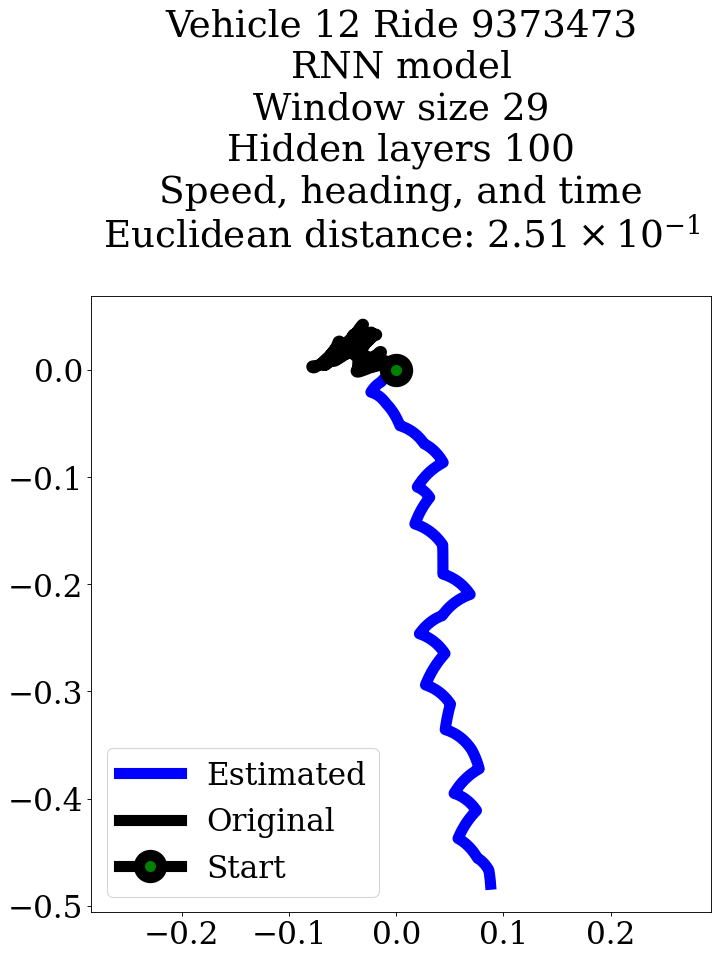 Vehicle 12 Ride 9373473
RNN model
Window size 29
Hidden layers 100
Speed, heading, and time
Euclidean distance: 2.51 × 10⁻¹
0.0
−0.1
−0.2
−0.3
−0.4
−0.5
Estimated
Original
Start
−0.2 −0.1 0.0 0.1 0.2